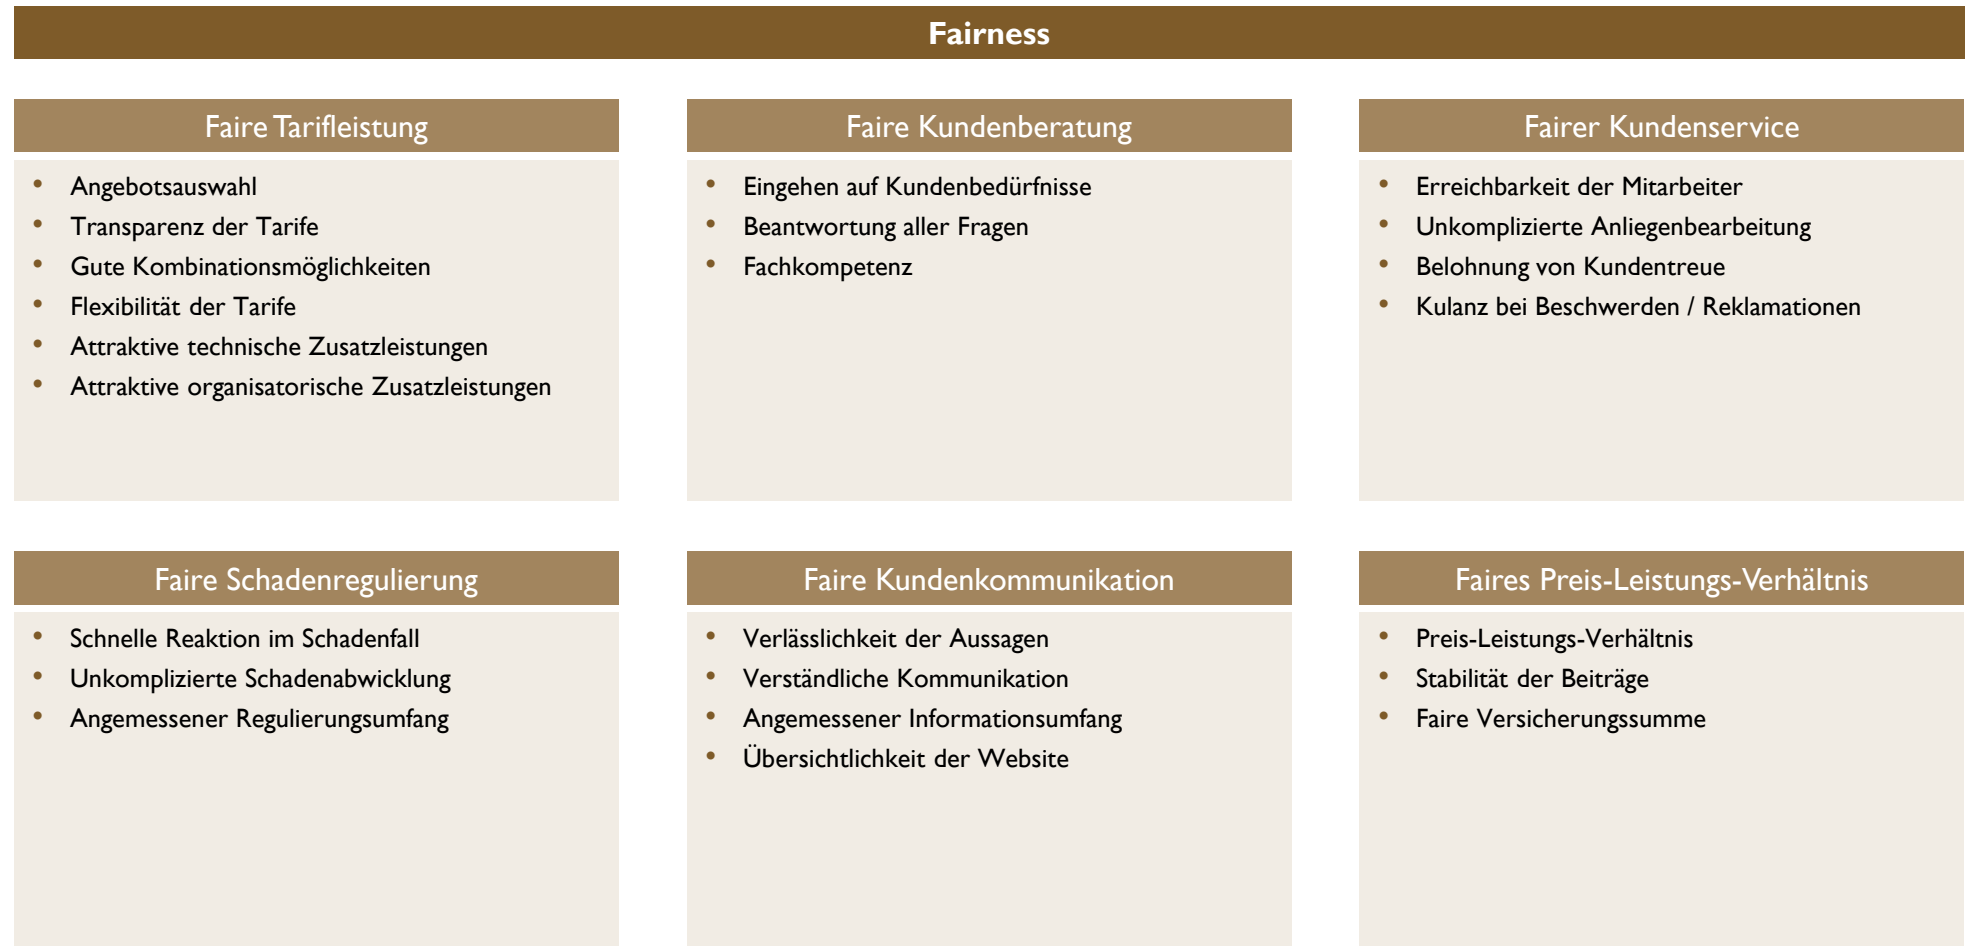 Fairness
Faire Tarifleistung
• Angebotsauswahl
• Transparenz der Tarife
• Gute Kombinationsmöglichkeiten
• Flexibilität der Tarife
• Attraktive technische Zusatzleistungen
• Attraktive organisatorische Zusatzleistungen
Faire Kundenberatung
• Eingehen auf Kundenbedürfnisse
• Beantwortung aller Fragen
• Fachkompetenz
Fairer Kundenservice
• Erreichbarkeit der Mitarbeiter
• Unkomplizierte Anliegenbearbeitung
• Belohnung von Kundentreue
• Kulanz bei Beschwerden / Reklamationen
Faire Schadenregulierung
• Schnelle Reaktion im Schadenfall
• Unkomplizierte Schadenabwicklung
• Angemessener Regulierungsumfang
Faire Kundenkommunikation
• Verlässlichkeit der Aussagen
• Verständliche Kommunikation
• Angemessener Informationsumfang
• Übersichtlichkeit der Website
Faires Preis-Leistungs-Verhältnis
• Preis-Leistungs-Verhältnis
• Stabilität der Beiträge
• Faire Versicherungssumme